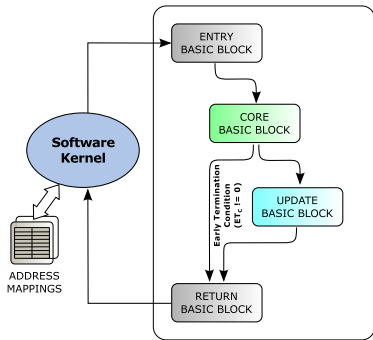 ENTRY
BASIC BLOCK
CORE
BASIC BLOCK
Software
Kernel
Early Termination
Condition
(ETC != 0)
UPDATE
BASIC BLOCK
ADDRESS
MAPPINGS
RETURN
BASIC BLOCK